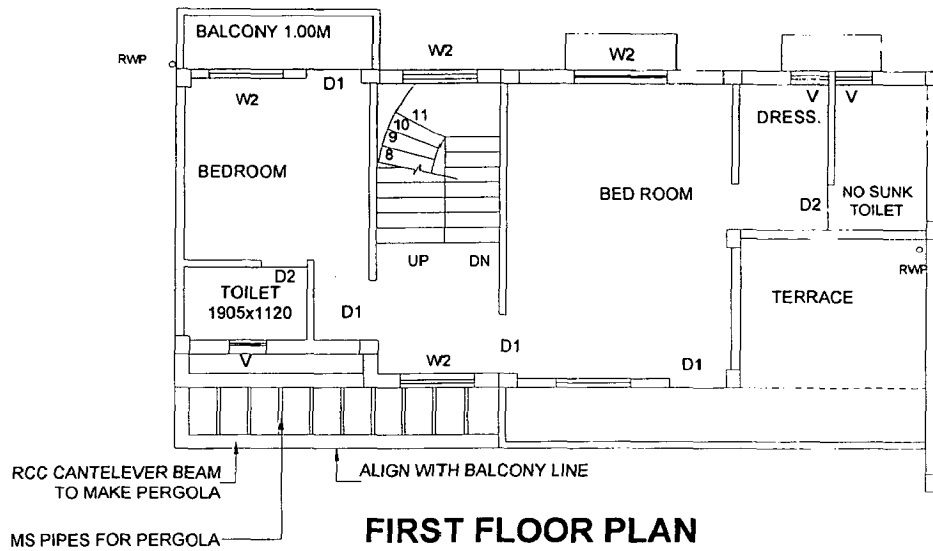 BALCONY 1.00M
RWP
W2
W2
W2
D1
V
V
11
10
9
8
DRESS.
BEDROOM
BED ROOM
NO SUNK
TOILET
D2
UP
DN
D2
TOILET
1905x1120
RWP
TERRACE
D1
D1
V
W2
D1
RCC CANTELEVER BEAM
TO MAKE PERGOLA
ALIGN WITH BALCONY LINE
MS PIPES FOR PERGOLA
FIRST FLOOR PLAN